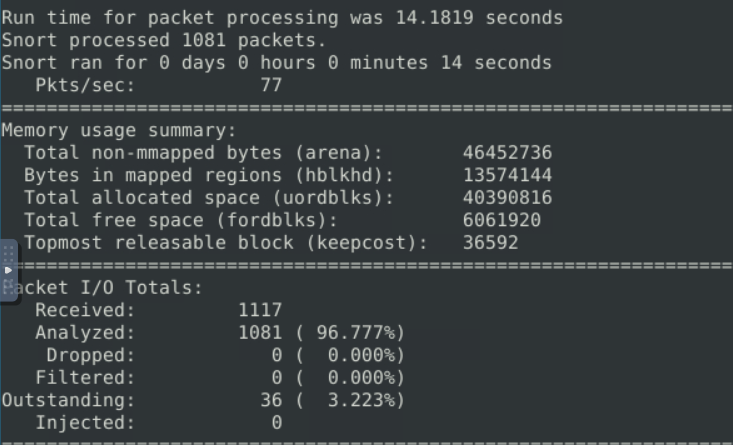 Run time for packet processing was 14.1819 seconds
Snort processed 1081 packets.
Snort ran for 0 days 0 hours 0 minutes 14 seconds
   Pkts/sec:           77
===============================================================================
Memory usage summary:
  Total non-mmapped bytes (arena):       46452736
  Bytes in mapped regions (hblkhd):      13574144
  Total allocated space (uordblks):      40390816
  Total free space (fordblks):           6061920
  Topmost releasable block (keepcost):   36592
===============================================================================
Packet I/O Totals:
   Received:         1117
   Analyzed:         1081 ( 96.777%)
    Dropped:            0 (  0.000%)
   Filtered:            0 (  0.000%)
Outstanding:           36 (  3.223%)
   Injected:            0
===============================================================================